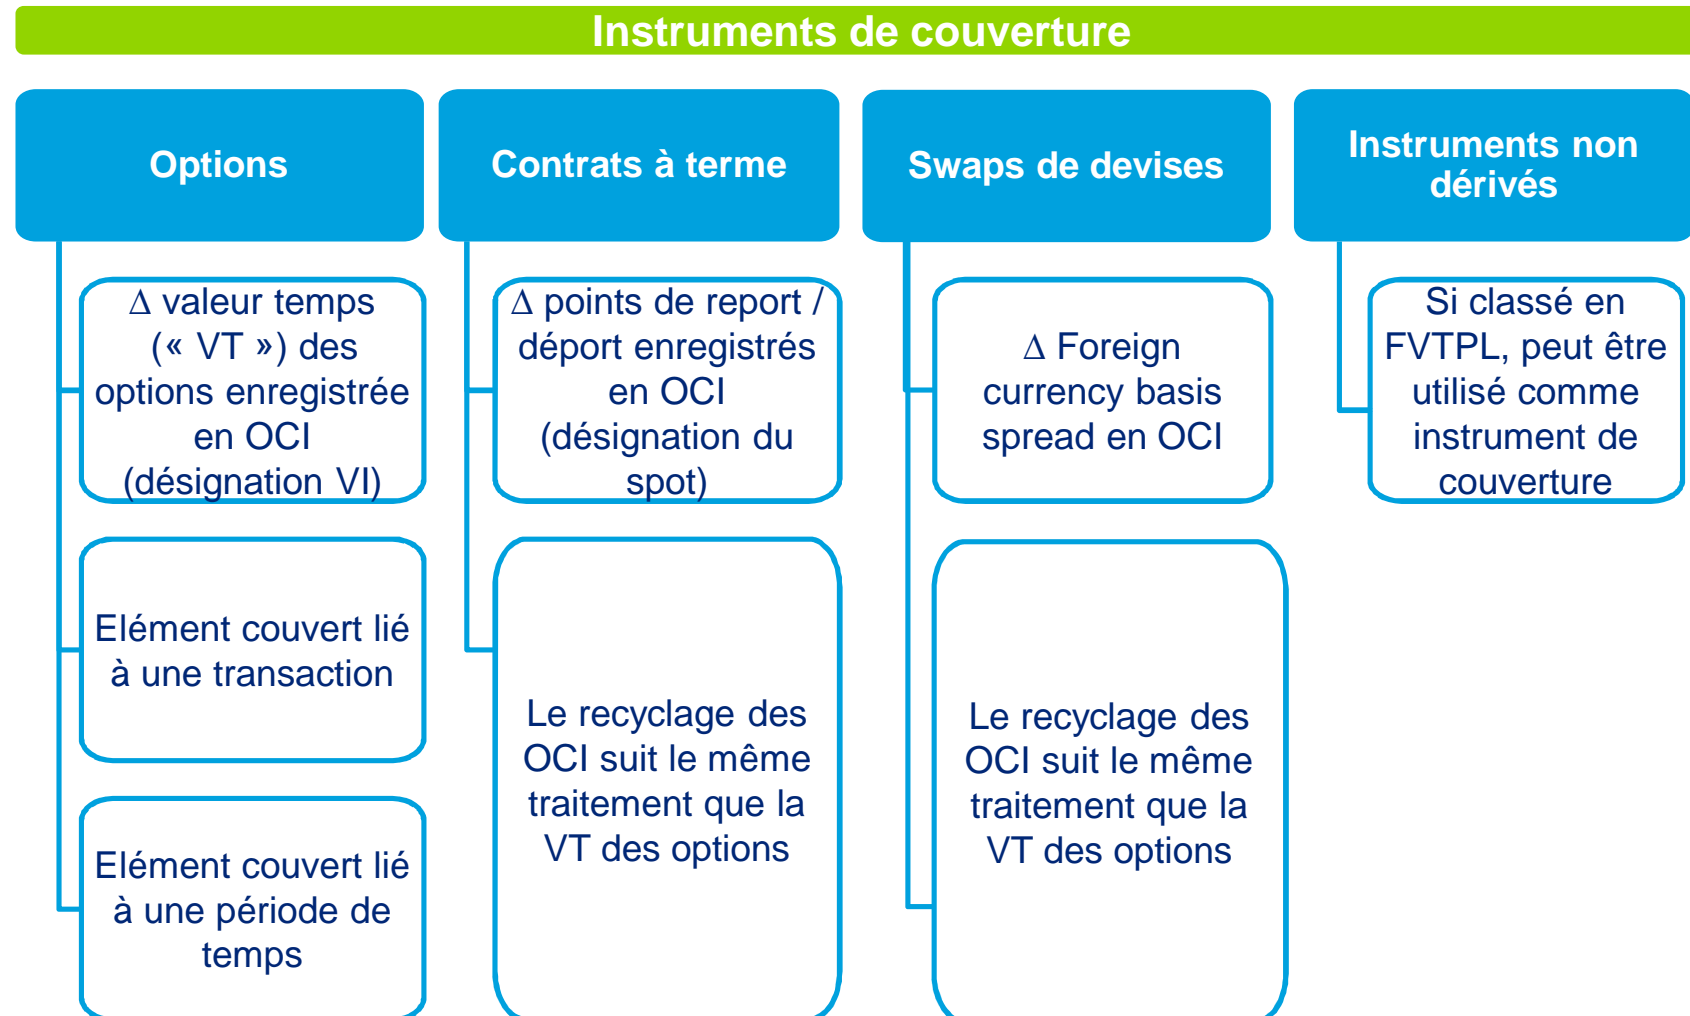 Instruments de couverture
Options
∆ valeur temps
(« VT ») des
options enregistrée
en OCI
(désignation VI)
Elément couvert lié
à une transaction
Elément couvert lié
à une période de
temps
Contrats à terme
∆ points de report /
déport enregistrés
en OCI
(désignation du
spot)
Le recyclage des
OCI suit le même
traitement que la
VT des options
Swaps de devises
∆ Foreign
currency basis
spread en OCI
Le recyclage des
OCI suit le même
traitement que la
VT des options
Instruments non
dérivés
Si classé en
FVTPL, peut être
utilisé comme
instrument de
couverture